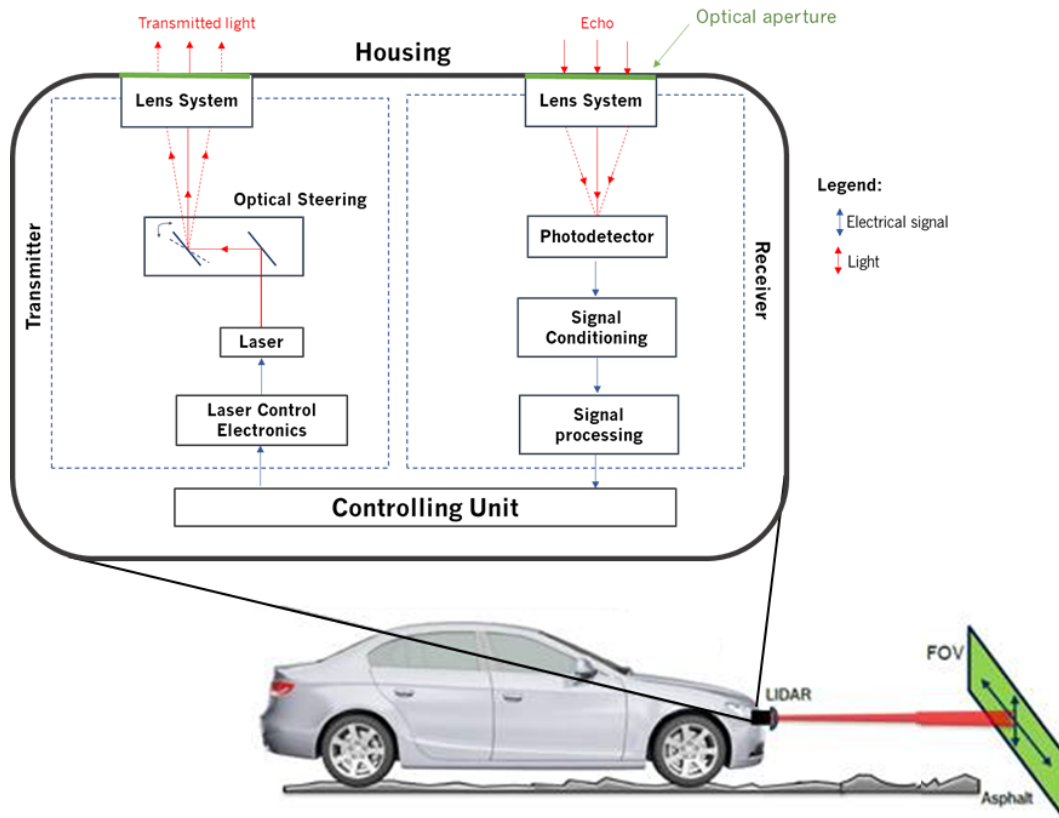 Transmitted light
Echo
Optical aperture
Housing
Lens System
Lens System
Optical Steering
Legend:
Electrical signal
Light
Photodetector
Transmitter
Receiver
Signal
Conditioning
Laser
Laser Control
Electronics
Signal
processing
Controlling Unit
FOV
LIDAR
Asphalt